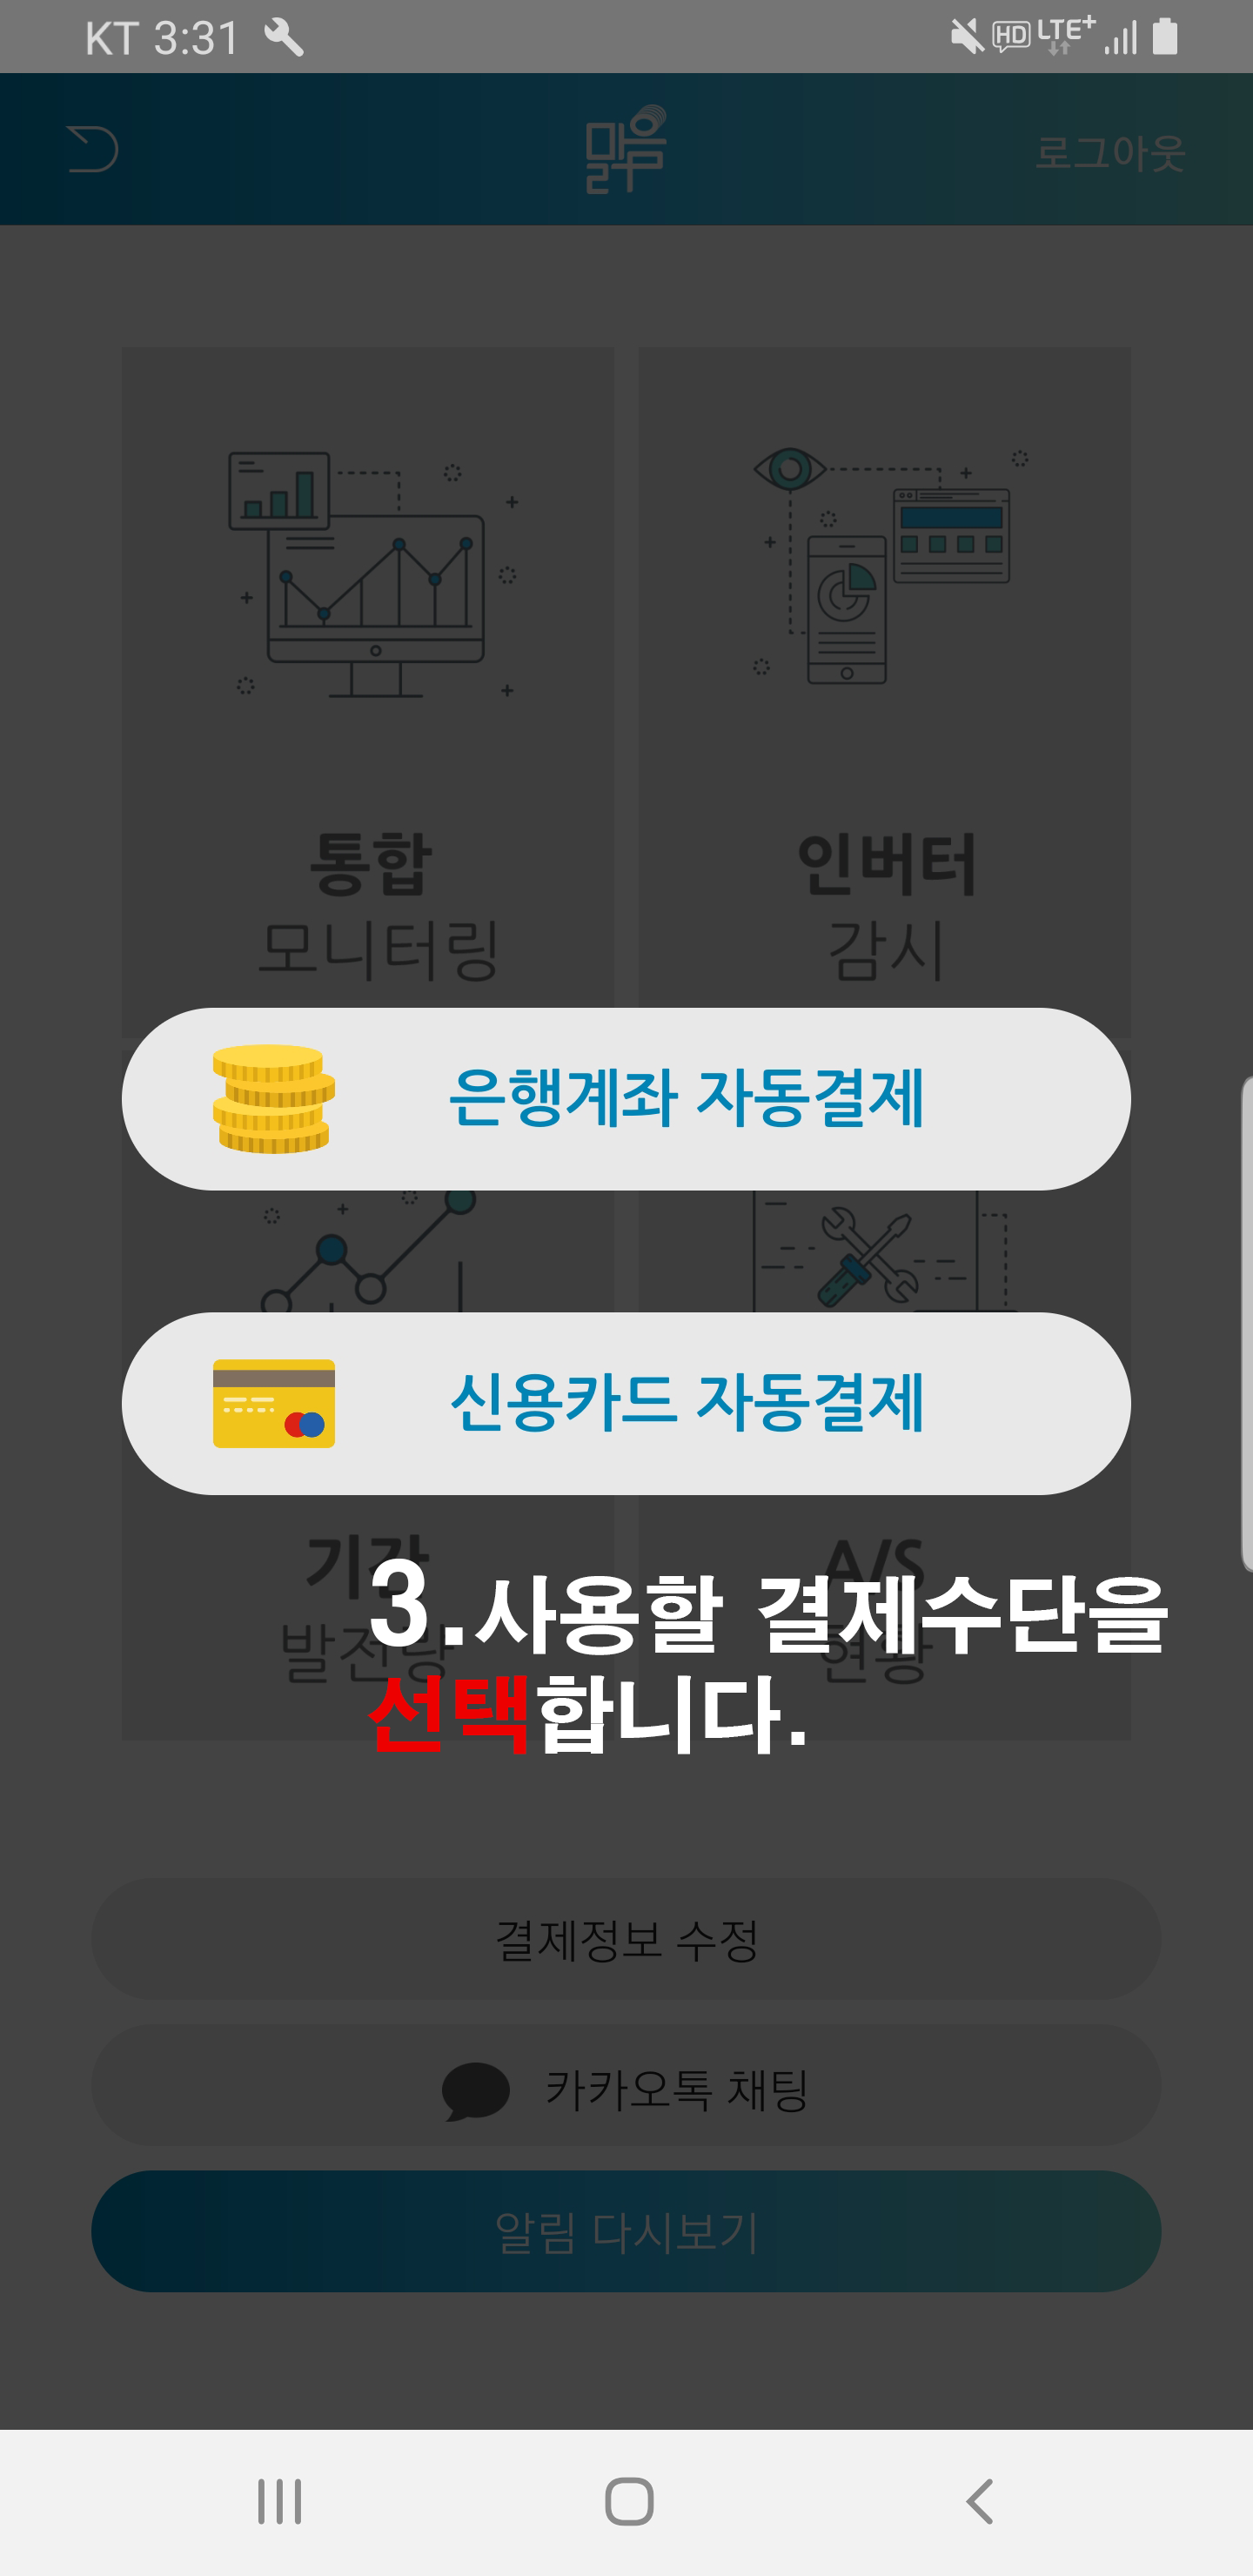 KT 3:31
HD LTE+
맑음
로그아웃
통합
모니터링
인버터
감시
은행계좌 자동결제
신용카드 자동결제
기간
발전량
A/S
현황
3.사용할 결제수단을
선택합니다.
결제정보 수정
카카오톡 채팅
알림 다시보기